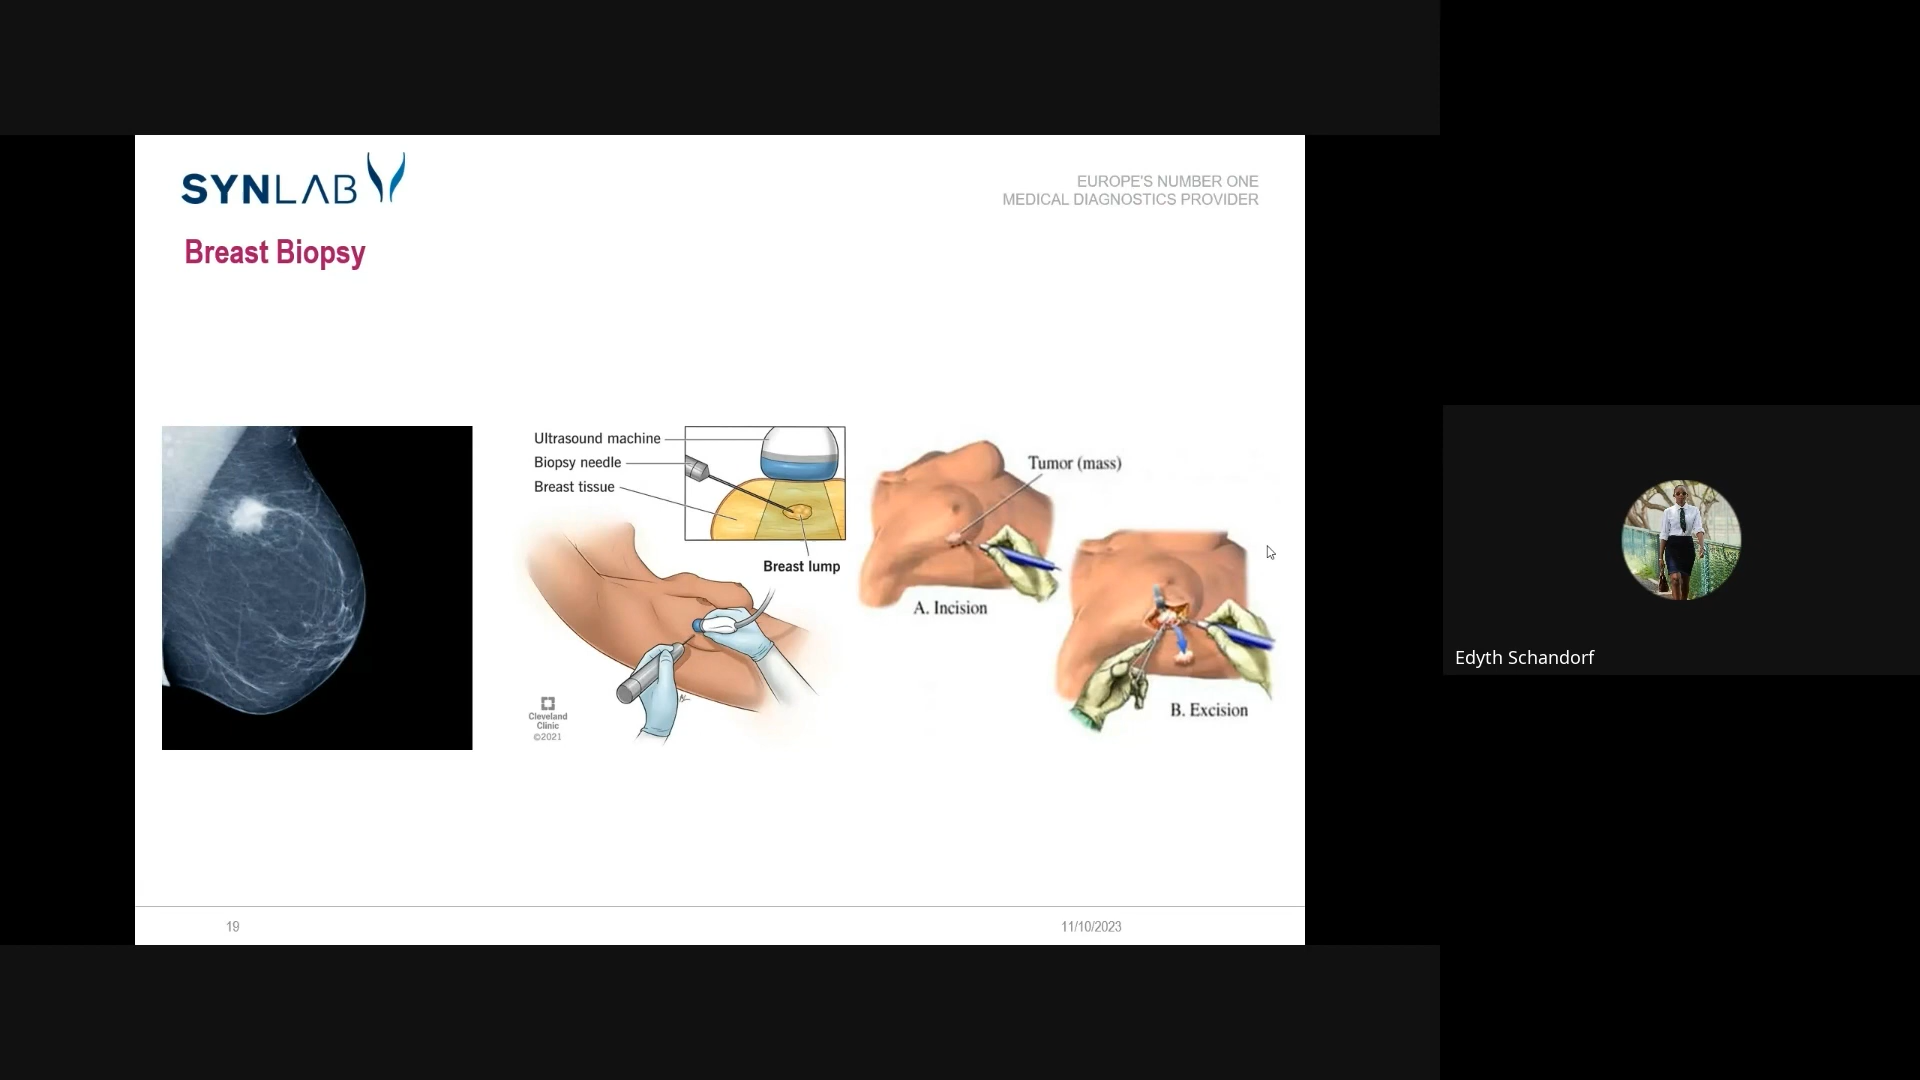 SYNLAB
EUROPE'S NUMBER ONE
MEDICAL DIAGNOSTICS PROVIDER
Breast Biopsy
Ultrasound machine
Biopsy needle
Breast tissue
Breast lump
Cleveland
Clinic
©2021
Tumor (mass)
A. Incision
B. Excision
19
11/10/2023
Edyth Schandorf